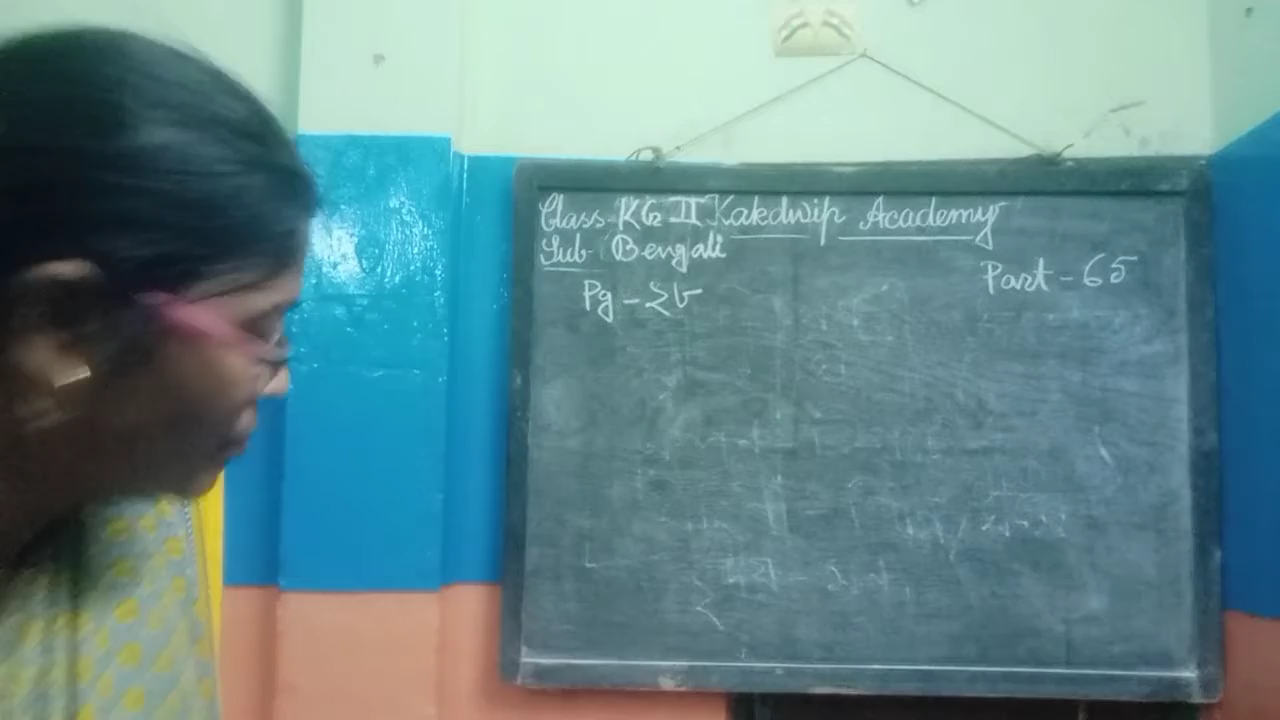 Class- KG II Kakdwip Academy
Sub- Bengali
Part - 65
Pg - ২৮